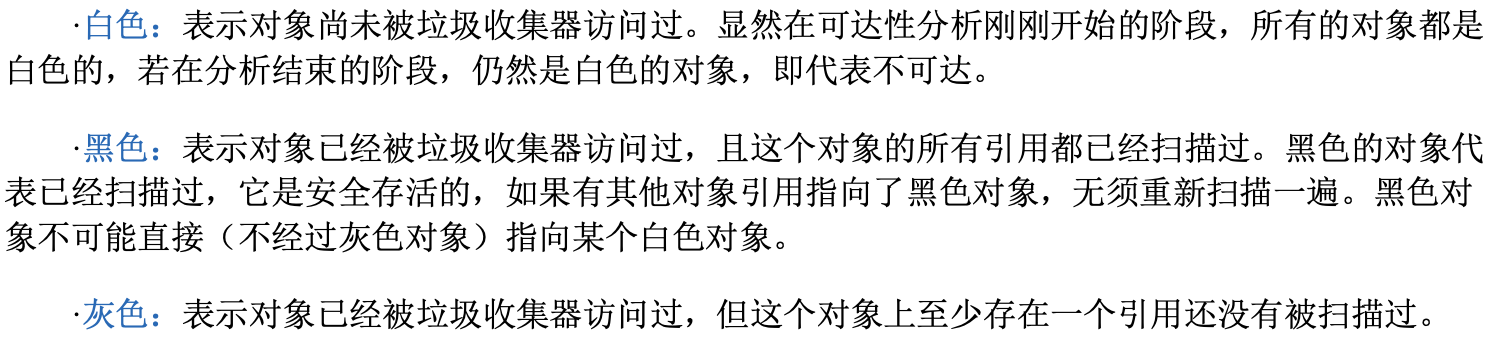 ·白色：表示对象尚未被垃圾收集器访问过。显然在可达性分析刚刚开始的阶段，所有的对象都是
白色的，若在分析结束的阶段，仍然是白色的对象，即代表不可达。
·黑色：表示对象已经被垃圾收集器访问过，且这个对象的所有引用都已经扫描过。黑色的对象代
表已经扫描过，它是安全存活的，如果有其他对象引用指向了黑色对象，无须重新扫描一遍。黑色对
象不可能直接（不经过灰色对象）指向某个白色对象。
·灰色：表示对象已经被垃圾收集器访问过，但这个对象上至少存在一个引用还没有被扫描过。